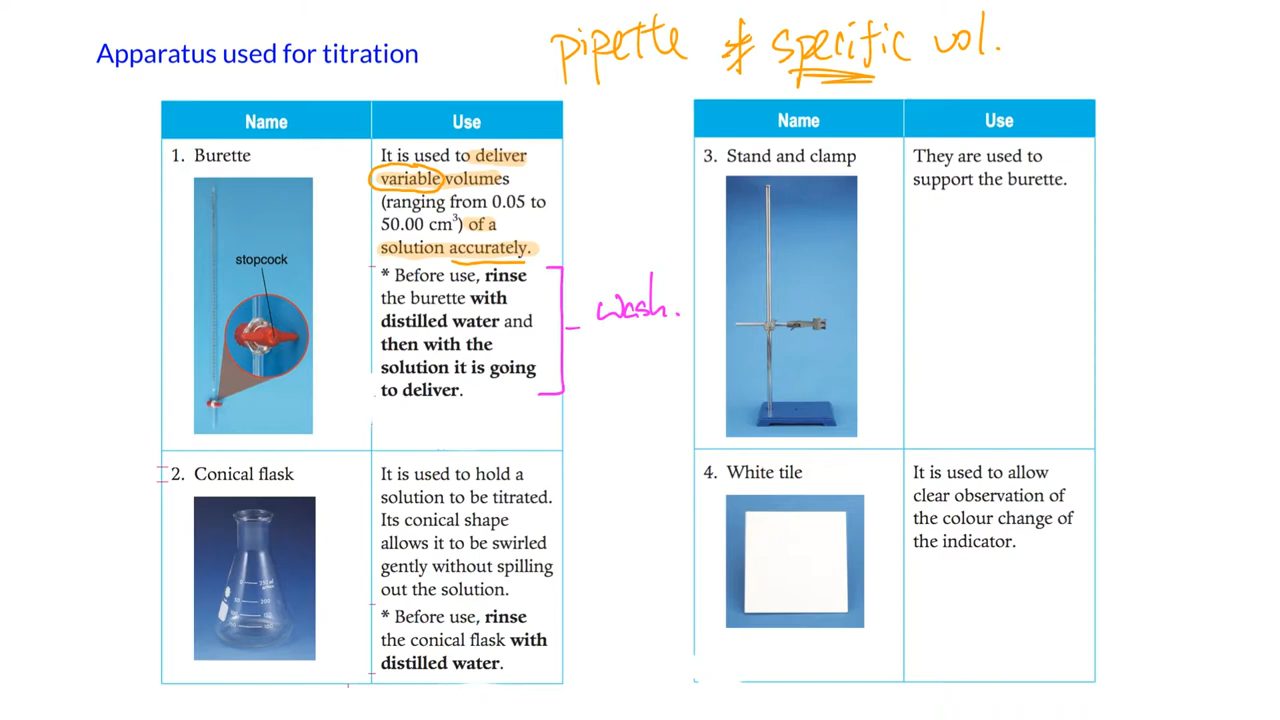 Apparatus used for titration
pipette * specific vol.
Name
Use
1. Burette
stopcock
It is used to deliver
variable volumes
(ranging from 0.05 to
50.00 cm³) of a
solution accurately.
* Before use, rinse
the burette with
distilled water and
then with the
solution it is going
to deliver.
wash.
2. Conical flask
It is used to hold a
solution to be titrated.
Its conical shape
allows it to be swirled
gently without spilling
out the solution.
* Before use, rinse
the conical flask with
distilled water.
Name
Use
3. Stand and clamp
They are used to
support the burette.
4. White tile
It is used to allow
clear observation of
the colour change of
the indicator.